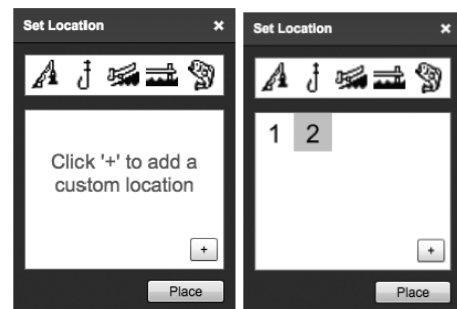 Set Location ×
Click '+' to add a
custom location
+
Place
Set Location ×
1 2
+
Place